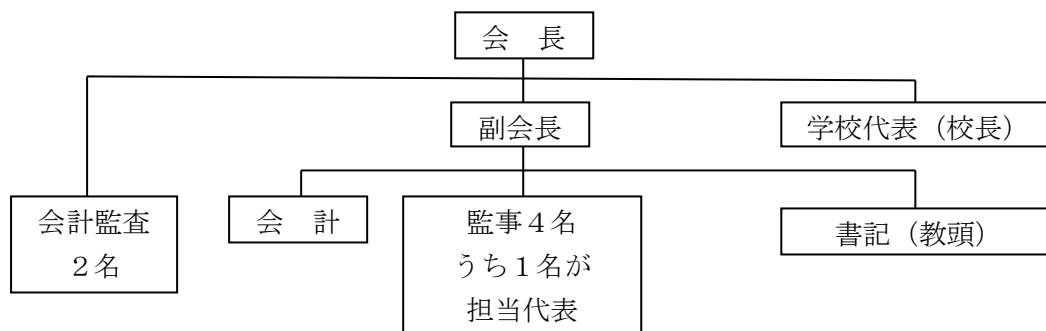 会　長
副会長
学校代表（校長）
会計監査
２名
会　計
監事４名
うち１名が
担当代表
書記（教頭）